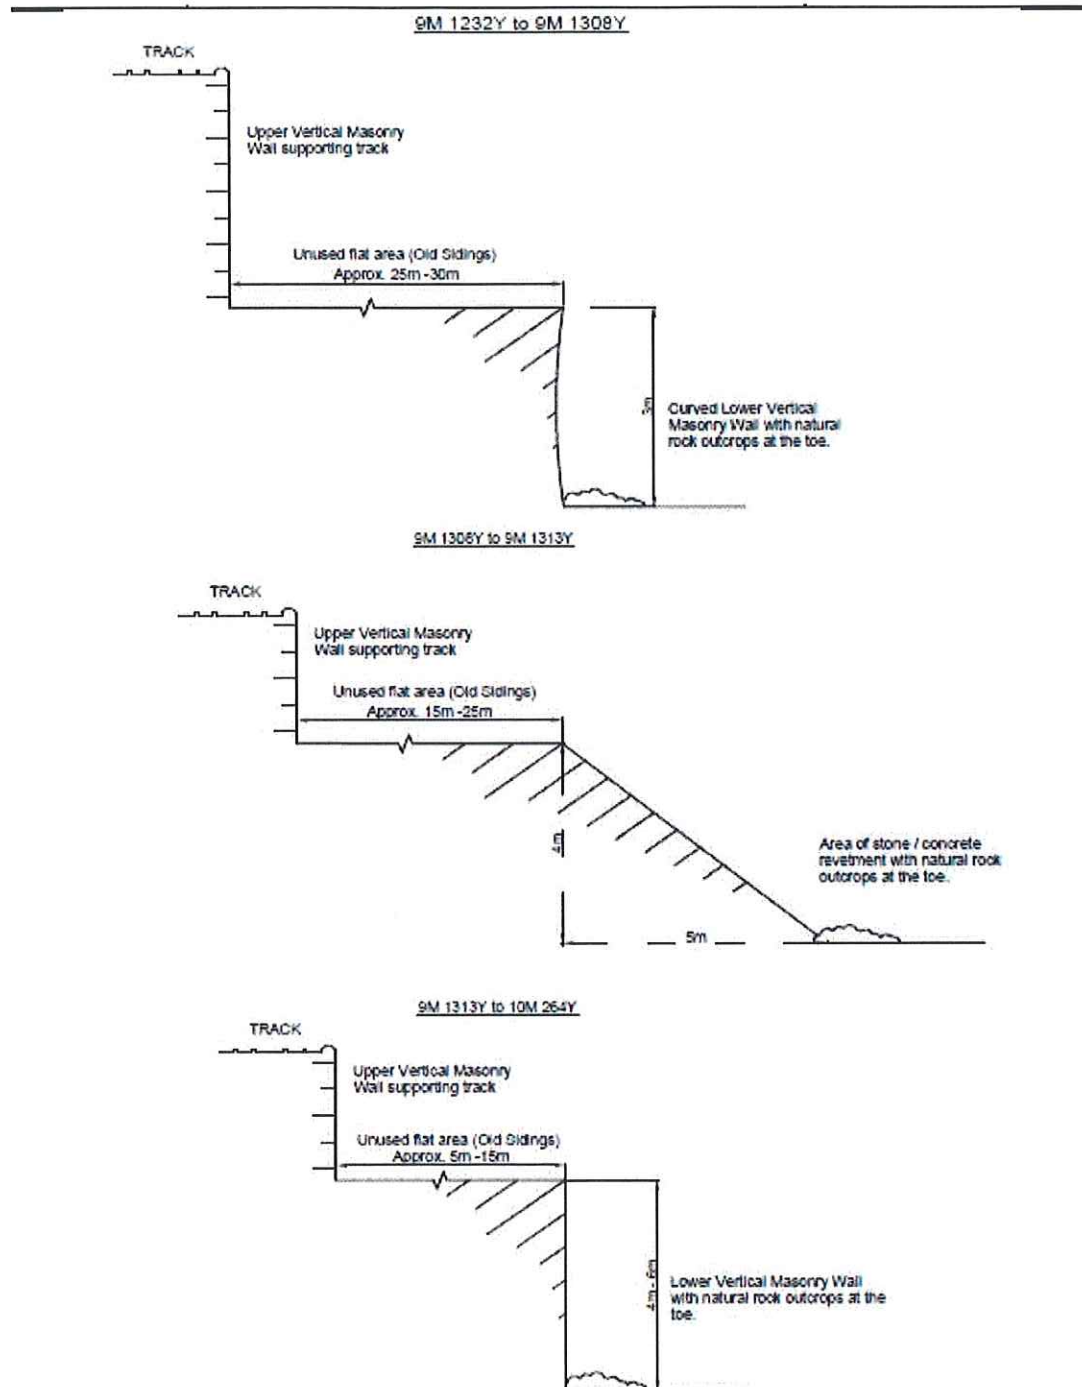 9M 1232Y to 9M 1308Y
TRACK
Upper Vertical Masonry
Wall supporting track
Unused flat area (Old Sidings)
Approx. 25m -30m
3m
Curved Lower Vertical
Masonry Wall with natural
rock outcrops at the toe.
9M 1308Y to 9M 1313Y
TRACK
Upper Vertical Masonry
Wall supporting track
Unused flat area (Old Sidings)
Approx. 15m -25m
4m
Area of stone / concrete
revetment with natural rock
outcrops at the toe.
5m
9M 1313Y to 10M 264Y
TRACK
Upper Vertical Masonry
Wall supporting track
Unused flat area (Old Sidings)
Approx. 5m -15m
4m - 6m
Lower Vertical Masonry Wall
with natural rock outcrops at the
toe.